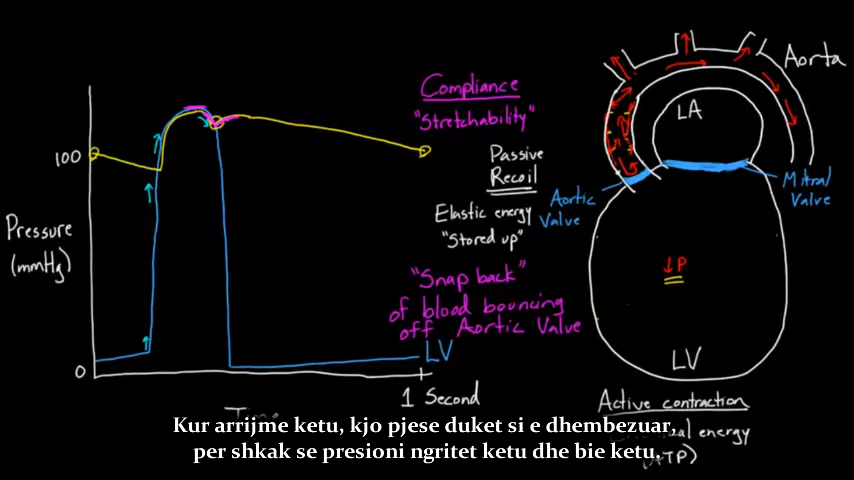 Compliance
"Stretchability"
Passive
Recoil
Elastic energy
"Stored up"
"Snap back"
of blood bouncing
off Aortic Valve
100
Pressure
(mmHg)
0
LV
1 Second
Aorta
LA
Aortic
Valve
Mitral
Valve
↓P
LV
Active contraction
energy
Kur arrijme ketu, kjo pjese duket si e dhembezuar,
per shkak se presioni ngritet ketu dhe bie ketu.